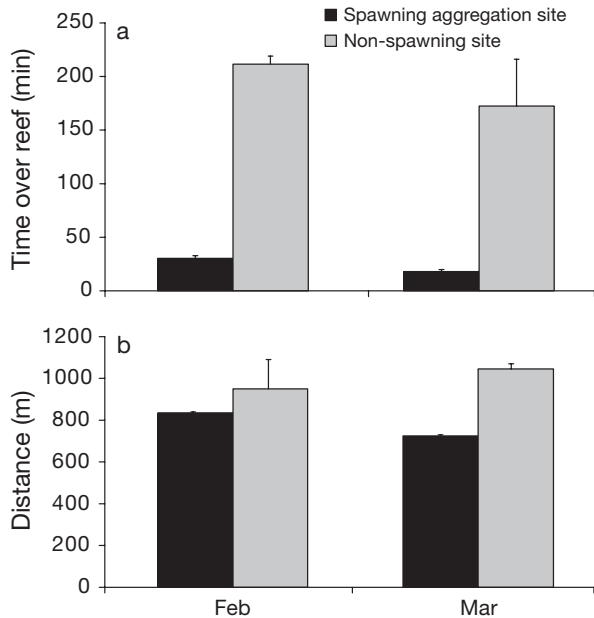 Spawning aggregation site
Non-spawning site
a
Time over reef (min)
250
200
150
100
50
0
b
Distance (m)
1200
1000
800
600
400
200
0
Feb
Mar